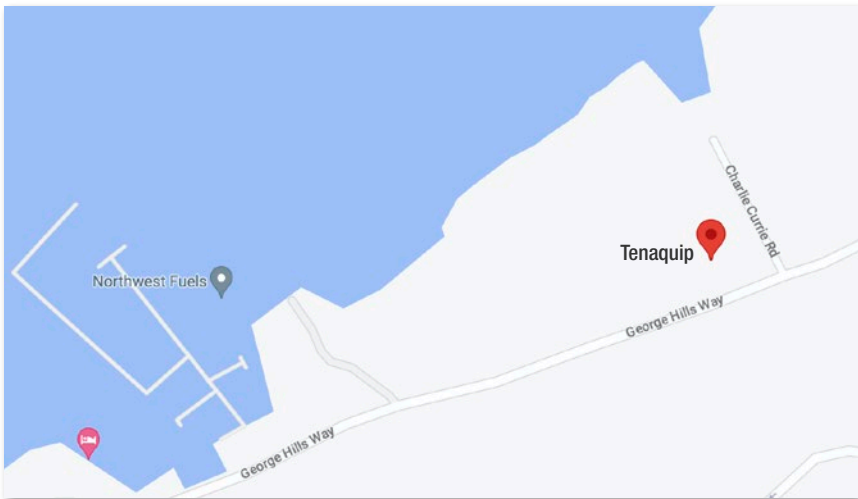 Charlie Currie Rd
Tenaquip
Northwest Fuels
George Hills Way
George Hills Way